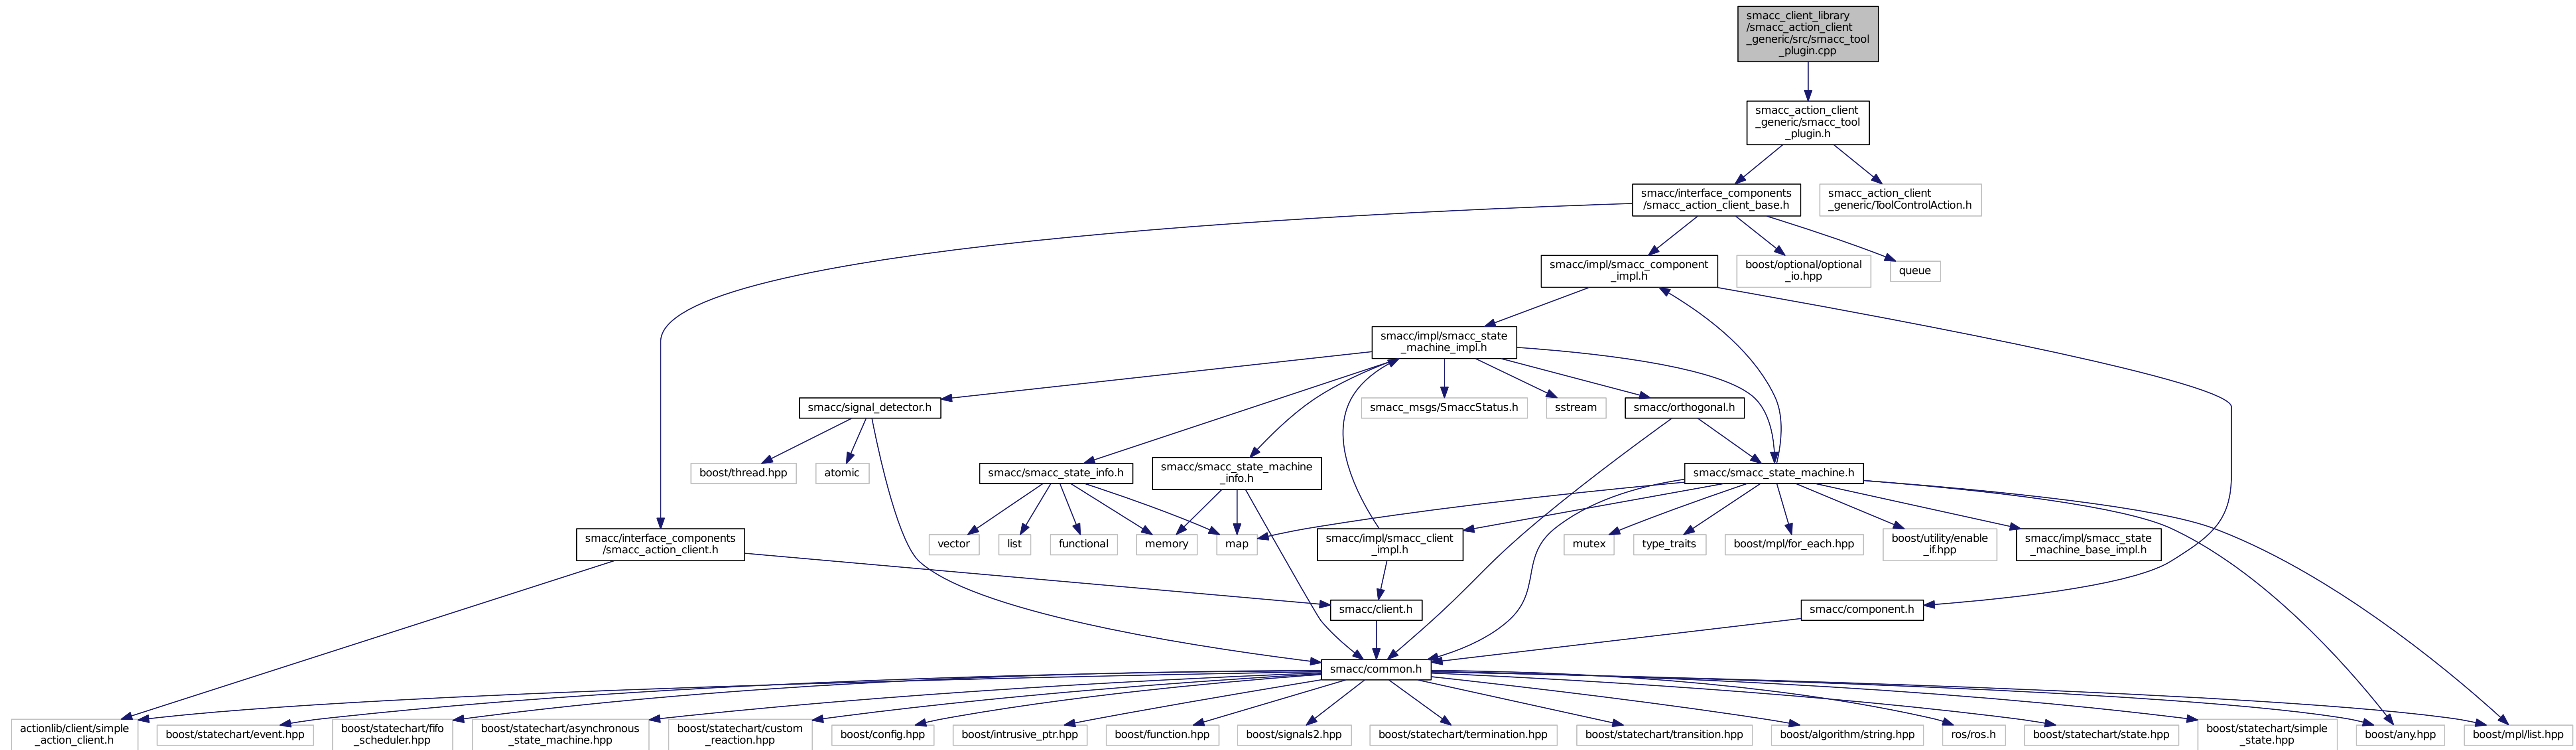 smacc_client_library
/smacc_action_client
_generic/src/smacc_tool
_plugin.cpp
smacc_action_client
_generic/smacc_tool
_plugin.h
smacc/interface_components
/smacc_action_client_base.h
smacc_action_client
_generic/ToolControlAction.h
smacc/impl/smacc_component
_impl.h
boost/optional/optional
_io.hpp
queue
smacc/impl/smacc_state
_machine_impl.h
smacc/signal_detector.h
smacc_msgs/SmaccStatus.h
sstream
smacc/orthogonal.h
boost/thread.hpp
atomic
smacc/smacc_state_info.h
smacc/smacc_state_machine
_info.h
smacc/smacc_state_machine.h
smacc/interface_components
/smacc_action_client.h
vector
list
functional
memory
map
smacc/impl/smacc_client
_impl.h
mutex
type_traits
boost/mpl/for_each.hpp
boost/utility/enable
_if.hpp
smacc/impl/smacc_state
_machine_base_impl.h
smacc/client.h
smacc/component.h
smacc/common.h
actionlib/client/simple
_action_client.h
boost/statechart/event.hpp
boost/statechart/fifo
_scheduler.hpp
boost/statechart/asynchronous
_state_machine.hpp
boost/statechart/custom
_reaction.hpp
boost/config.hpp
boost/intrusive_ptr.hpp
boost/function.hpp
boost/signals2.hpp
boost/statechart/termination.hpp
boost/statechart/transition.hpp
boost/algorithm/string.hpp
ros/ros.h
boost/statechart/state.hpp
boost/statechart/simple
_state.hpp
boost/any.hpp
boost/mpl/list.hpp